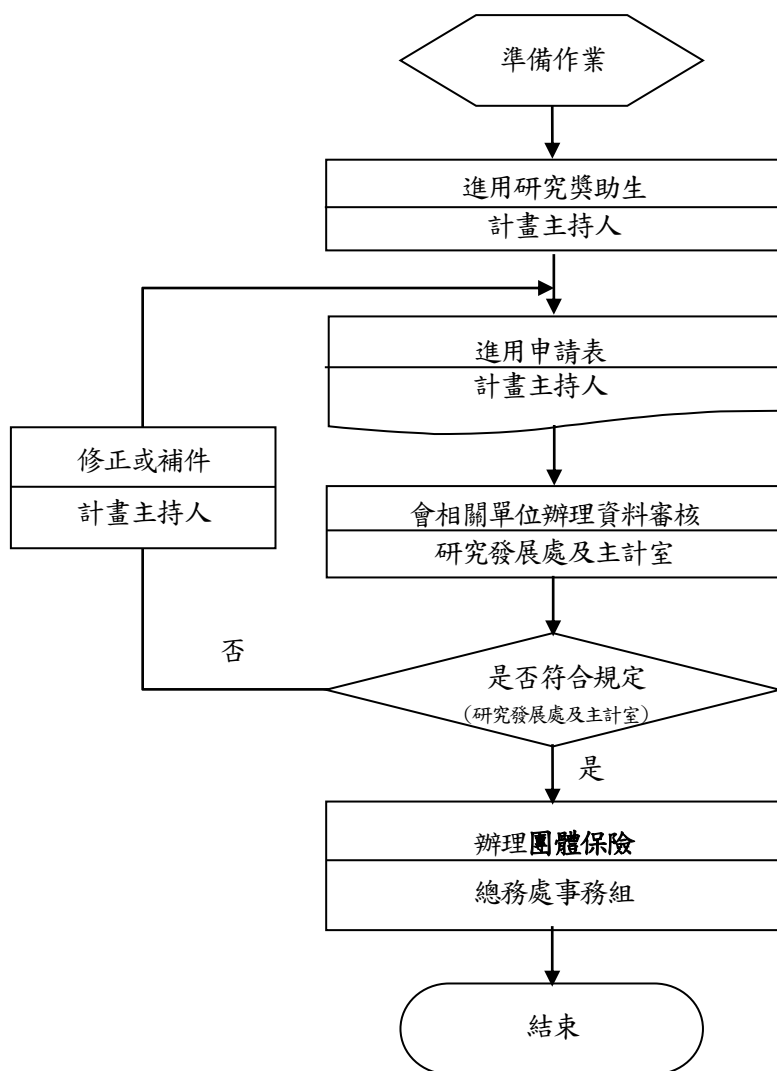 準備作業
進用研究獎助生
計畫主持人
進用申請表
計畫主持人
修正或補件
計畫主持人
會相關單位辦理資料審核
研究發展處及主計室
否
是否符合規定
(研究發展處及主計室)
是
辦理團體保險
總務處事務組
結束